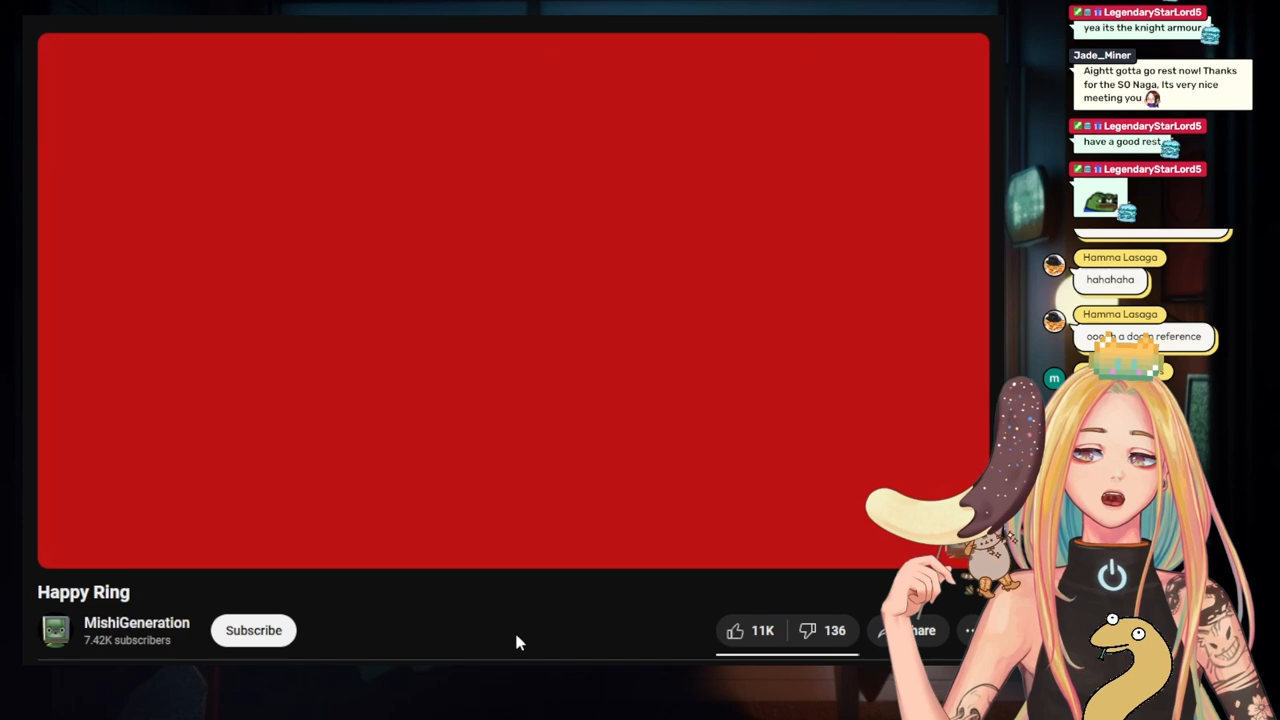 LegendaryStarLord5
yea its the knight armour
Jade_Miner
Aightt gotta go rest now! Thanks
for the SO Naga, Its very nice
meeting you
LegendaryStarLord5
have a good rest
LegendaryStarLord5
Hamma Lasaga
hahahaha
Hamma Lasaga
reference
m
Happy Ring
MishiGeneration
7.42K subscribers
Subscribe
11K
136